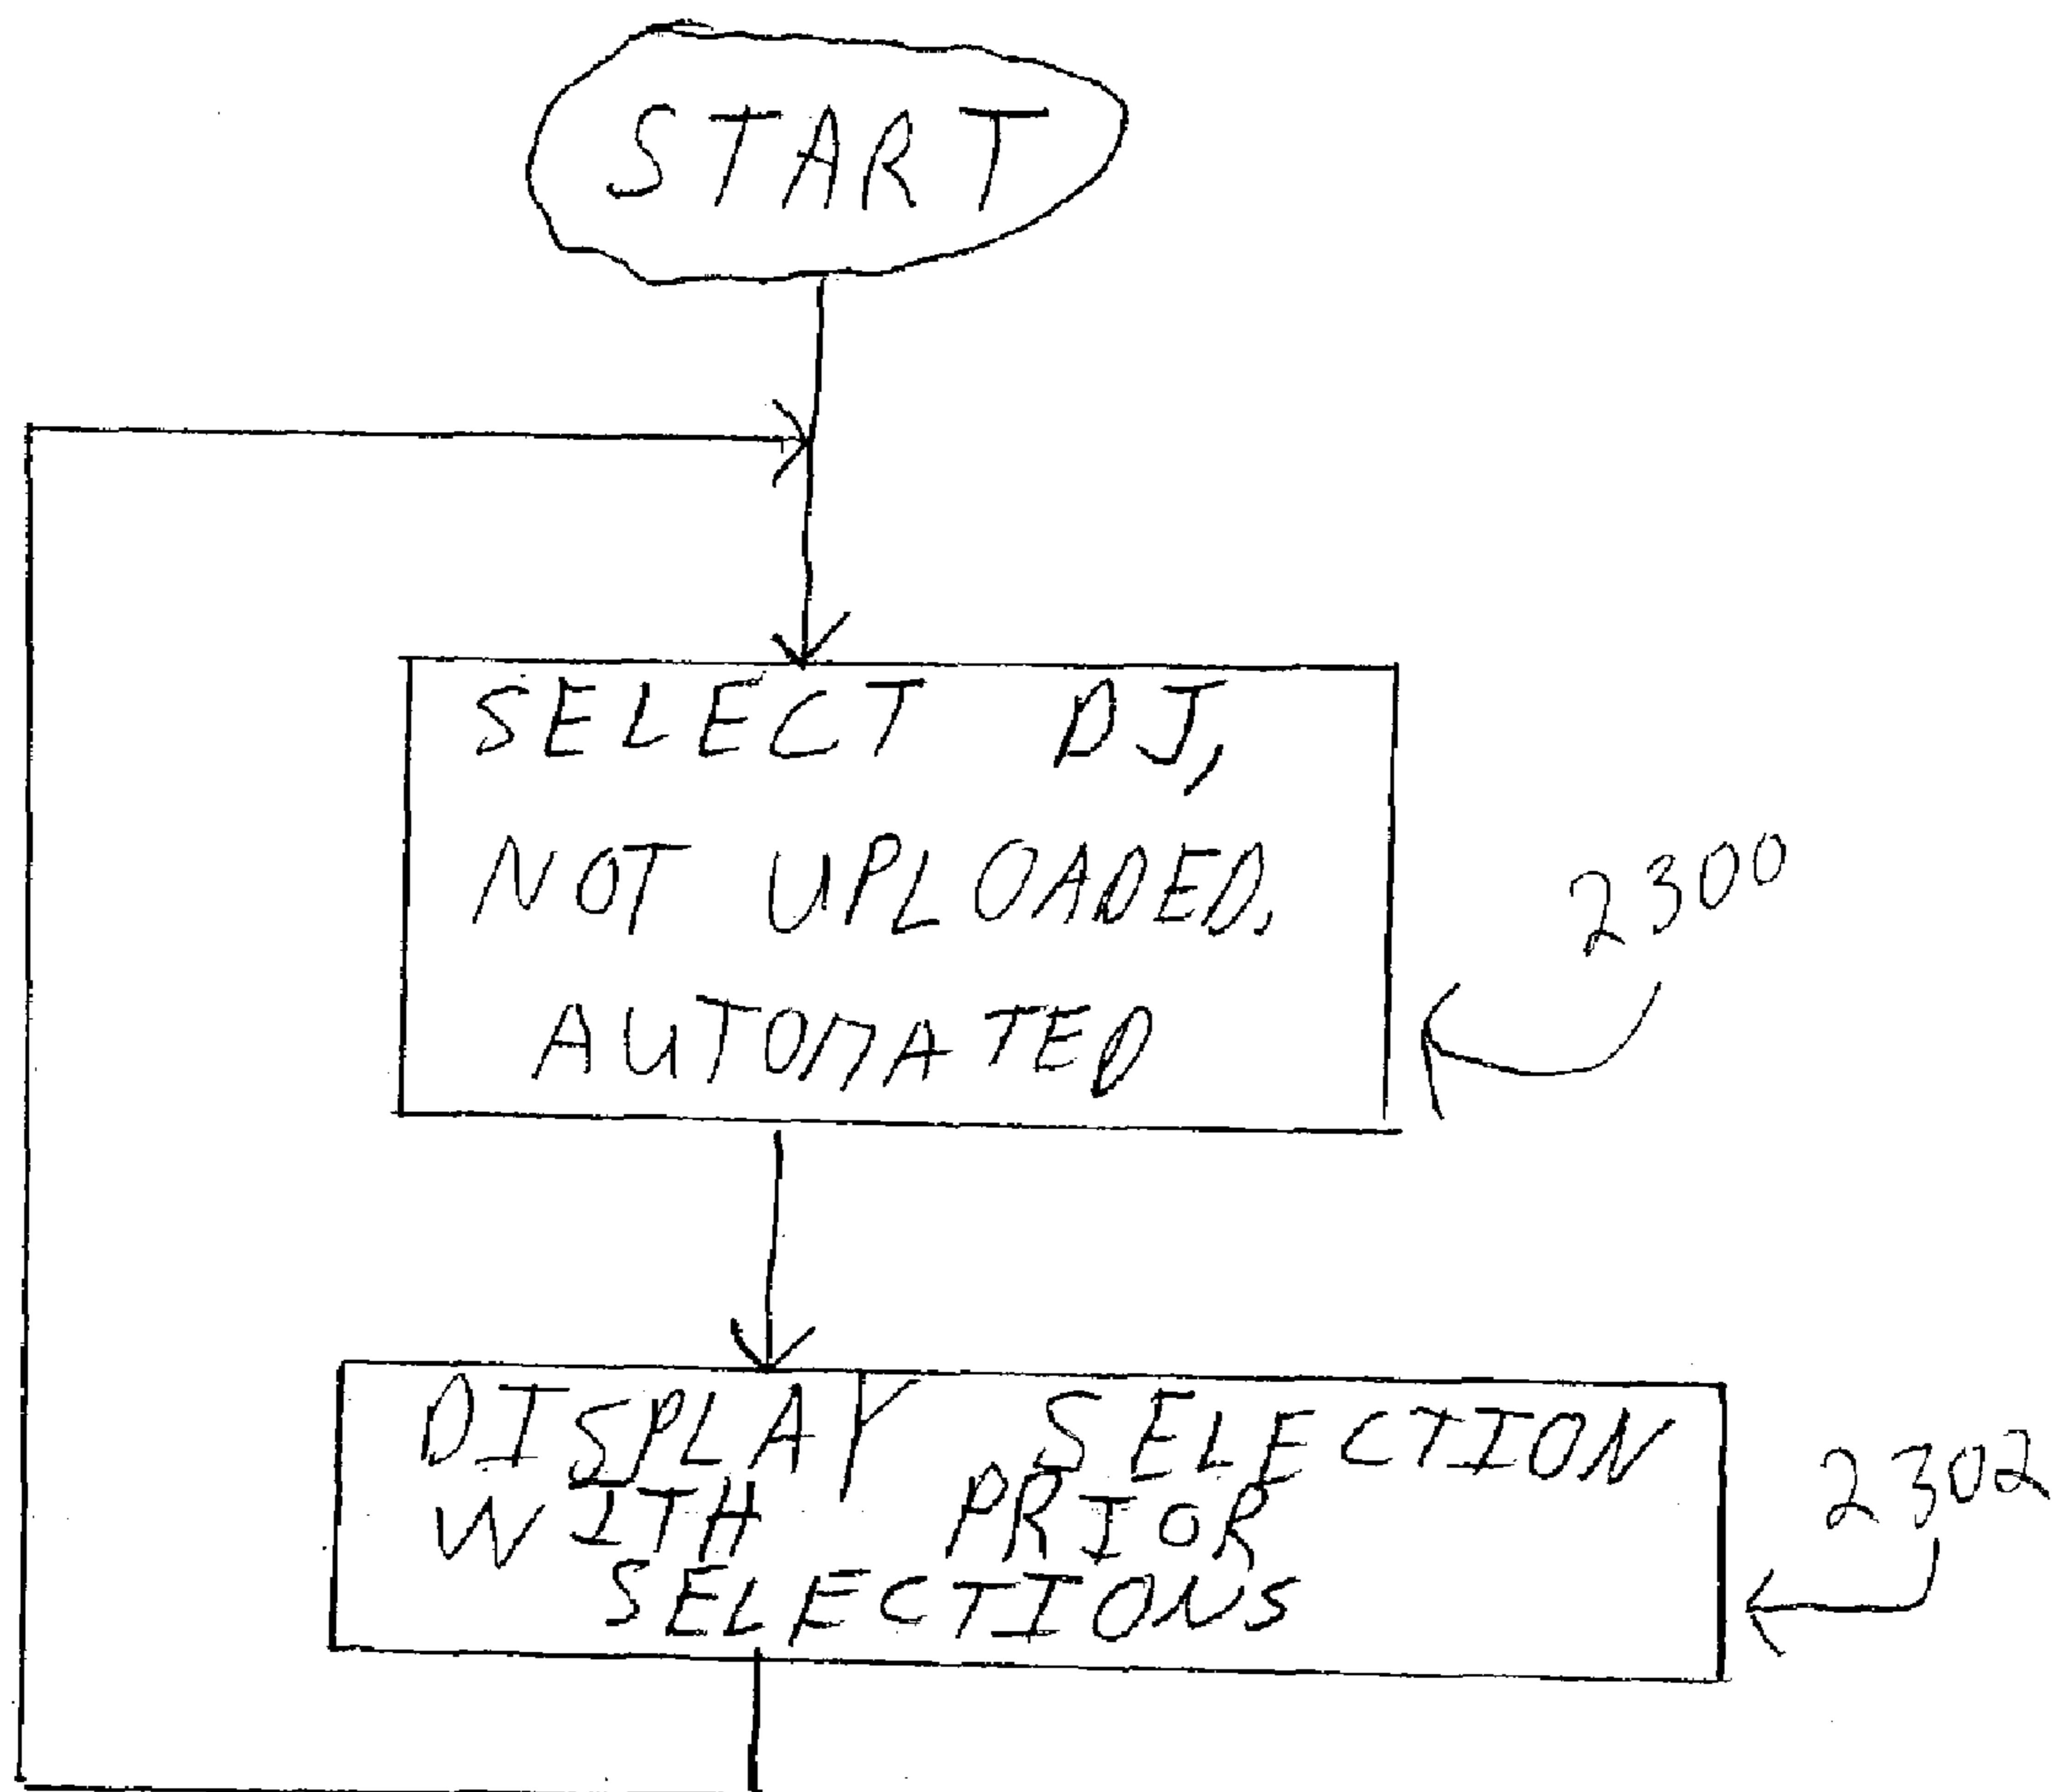 START
SELECT DJ,
NOT UPLOADED.
AUTOMATED
2300
DISPLAY SELECTION
WITH PRIOR
SELECTIONS
2302